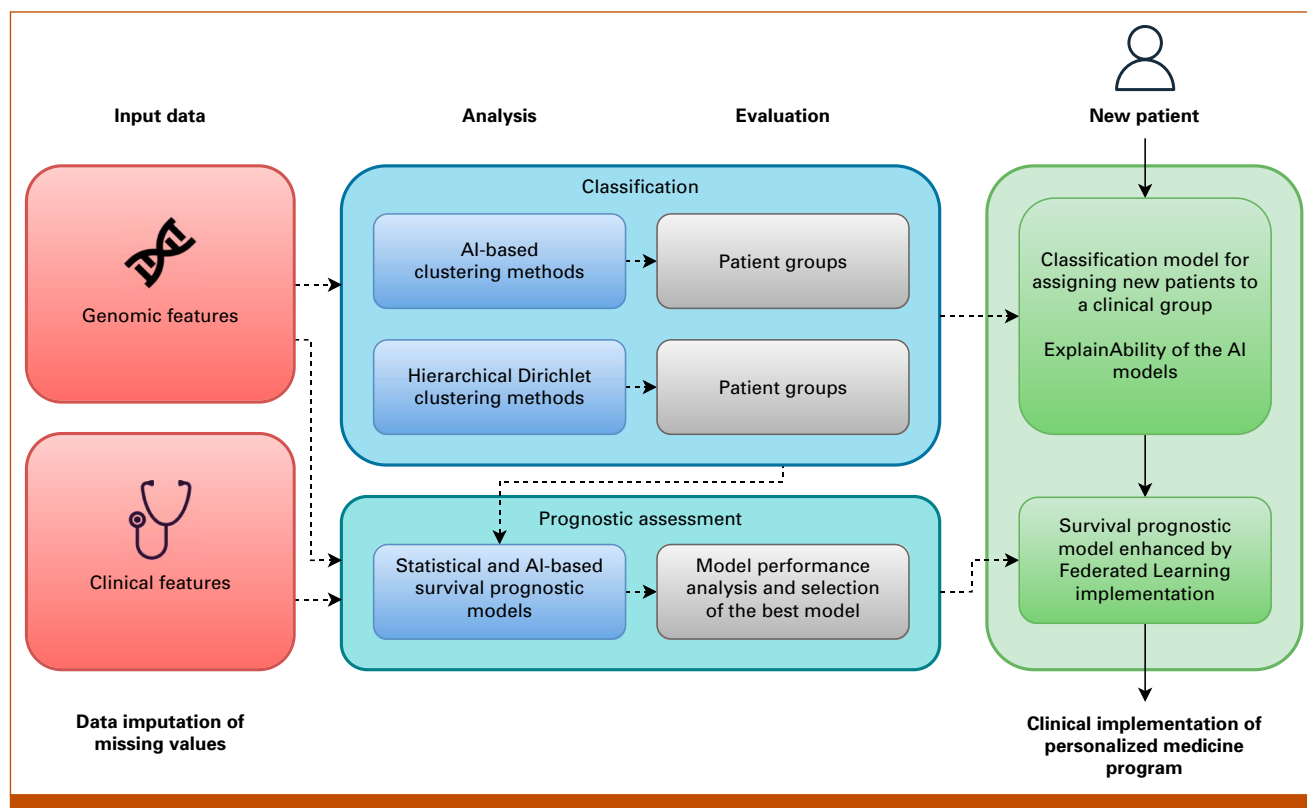 Input data
Analysis
Evaluation
New patient
Genomic features
Clinical features
Data imputation of
missing values
Classification
AI-based
clustering methods
Patient groups
Hierarchical Dirichlet
clustering methods
Patient groups
Prognostic assessment
Statistical and AI-based
survival prognostic
models
Model performance
analysis and selection
of the best model
Classification model for
assigning new patients to
a clinical group
ExplainAbility of the AI
models
Survival prognostic
model enhanced by
Federated Learning
implementation
Clinical implementation of
personalized medicine
program